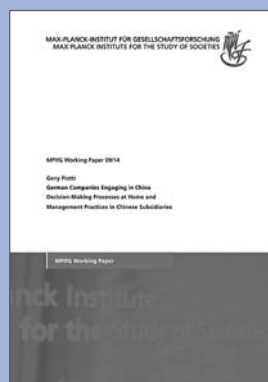 MAX-PLANCK-INSTITUT FÜR GESELLSCHAFTSFORSCHUNG
MAX PLANCK INSTITUTE FOR THE STUDY OF SOCIETIES
MPIfG Working Paper 09/14
Geny Piotti
German Companies Engaging in China
Decision-Making Processes at Home and
Management Practices in Chinese Subsidiaries
MPIfG Working Paper
nck Institute
for the Study of Societies